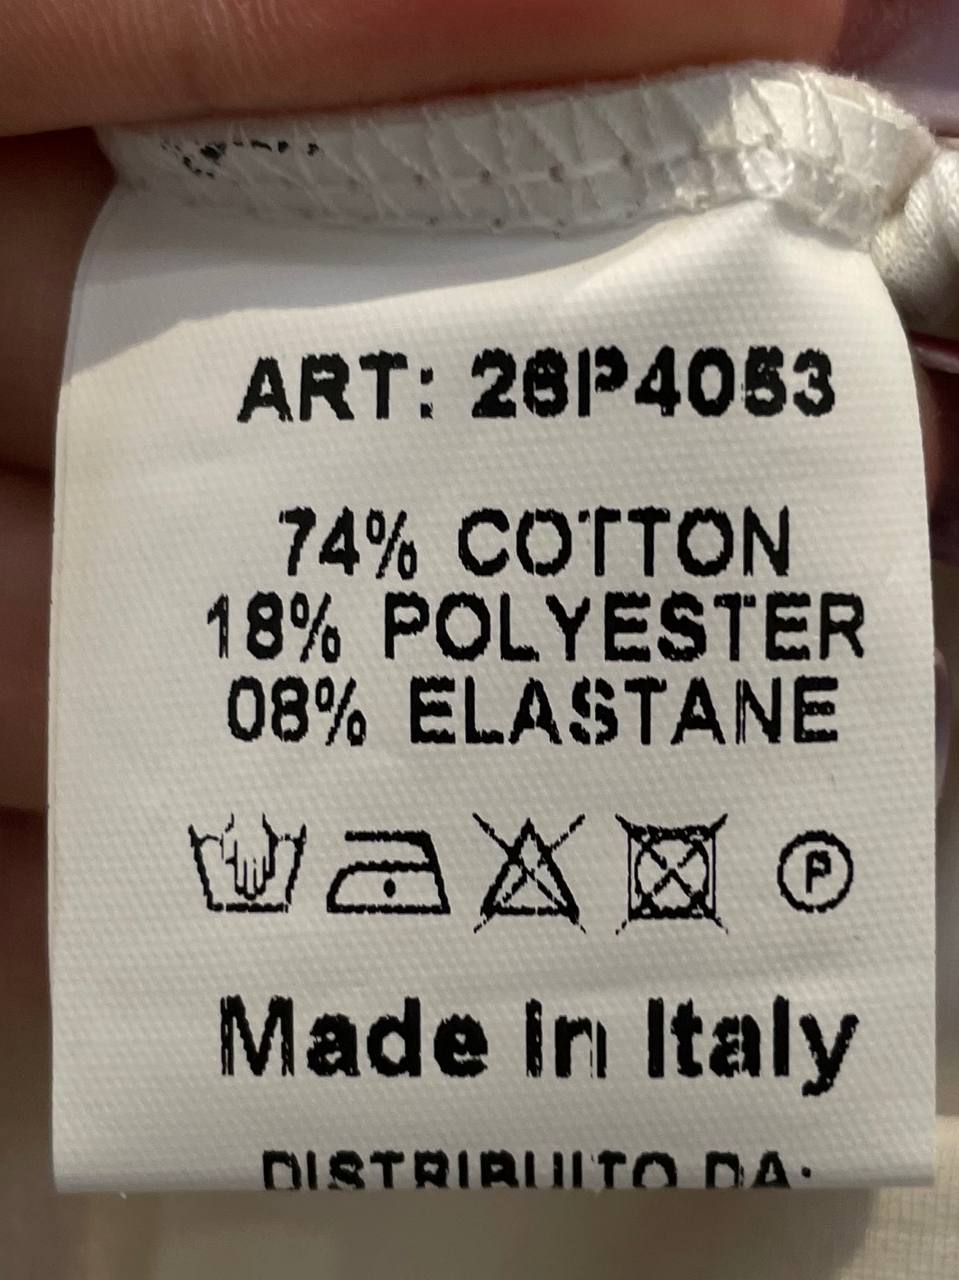 ART: 26P4053
74% COTTON
18% POLYESTER
08% ELASTANE
P
Made in Italy
DISTRIBUITO DA: